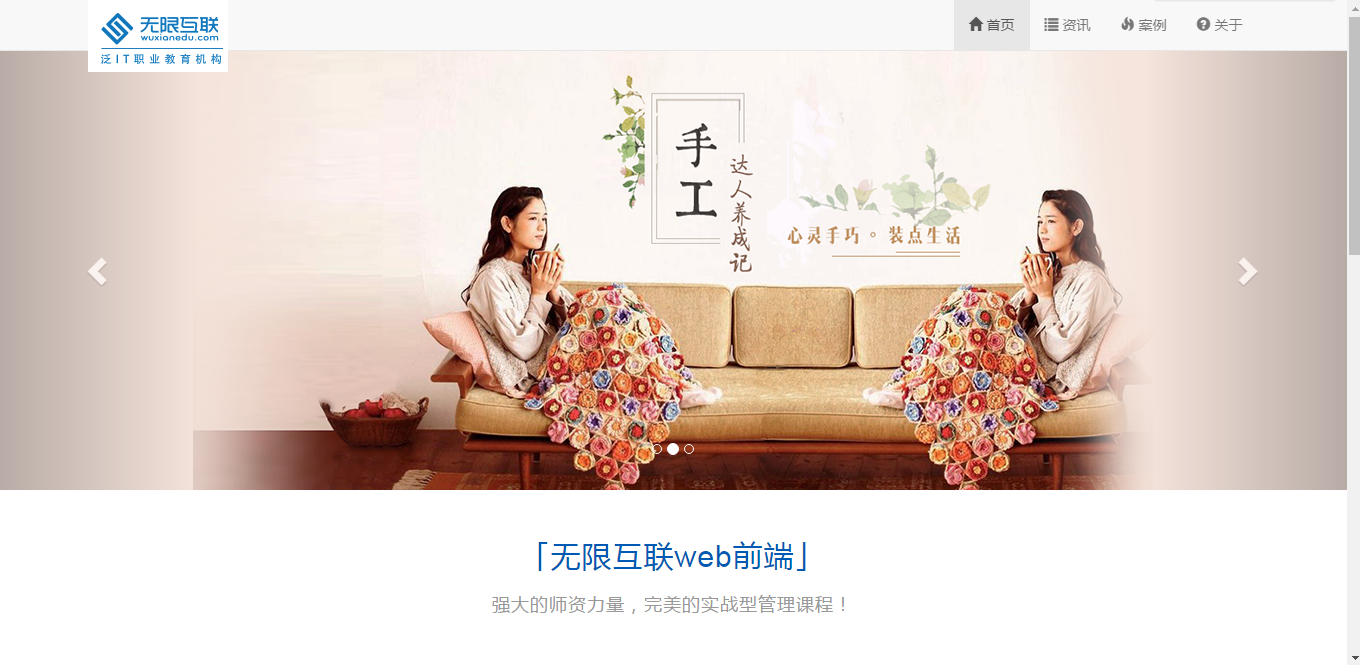 无限互联
wuxianedu.com
泛IT职业教育机构
首页
资讯
案例
关于
手工
达人养成记
心灵手巧。装点生活
「无限互联web前端」
强大的师资力量，完美的实战型管理课程！